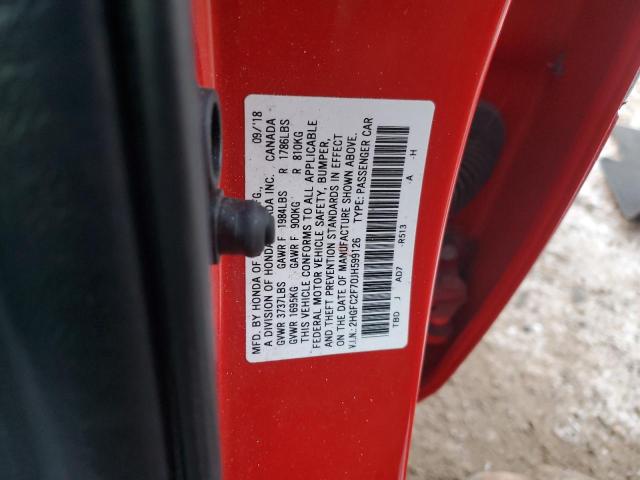 MFD. BY HONDA OF MFG., 09/'18
A DIVISION OF HONDA INC. CANADA
GVWR 3737LBS GAWR F 1984LBS R 1786LBS
GVWR 1695KG GAWR F 900KG R 810KG
THIS VEHICLE CONFORMS TO ALL APPLICABLE
FEDERAL MOTOR VEHICLE SAFETY, BUMPER,
AND THEFT PREVENTION STANDARDS IN EFFECT
ON THE DATE OF MANUFACTURE SHOWN ABOVE.
V.I.N.: 2HGFC2F70JH599126 TYPE: PASSENGER CAR
TBD J AD7 -R513 -A -H